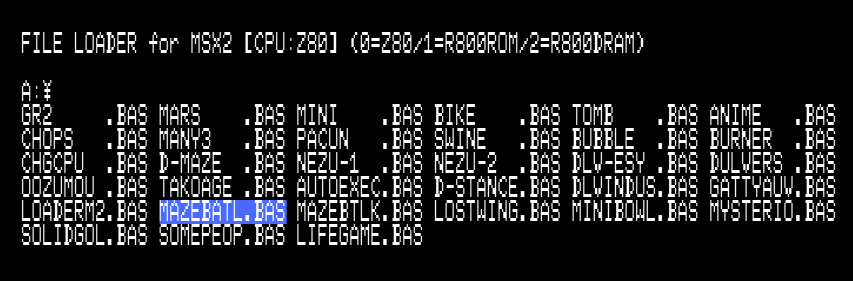 FILE LOADER for MSX2 [CPU:Z80] (0=Z80/1=R800ROM/2=R800DRAM)
A:¥
GR2     .BAS MARS    .BAS MINI    .BAS BIKE    .BAS TOMB    .BAS ANIME   .BAS
CHOPS   .BAS MANY3   .BAS PACUN   .BAS SWINE   .BAS BUBBLE  .BAS BURNER  .BAS
CHGCPU  .BAS D-MAZE  .BAS NEZU-1  .BAS NEZU-2  .BAS DLV-ESY .BAS DULVERS .BAS
OOZUMOU .BAS TAKOAGE .BAS AUTOEXEC.BAS D-STANCE.BAS DLVINDUS.BAS GATTYAUV.BAS
LOADERM2.BAS MAZEBATL.BAS MAZEBTLK.BAS LOSTWING.BAS MINIBOWL.BAS MYSTERIO.BAS
SOLIDGOL.BAS SOMEPEOP.BAS LIFEGAME.BAS